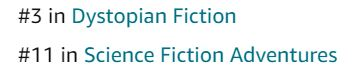 #3 in Dystopian Fiction
#11 in Science Fiction Adventures